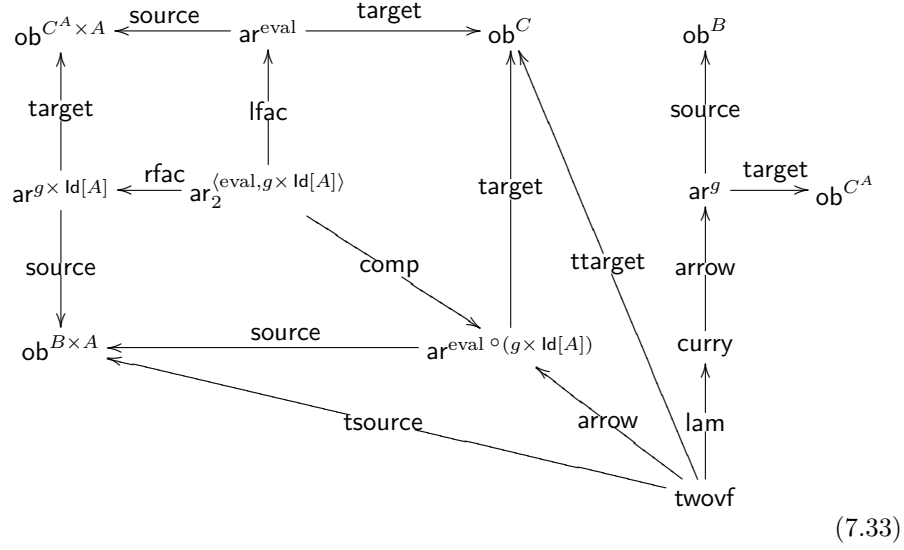 source target
ob^{C^A × A} ar^{eval} ob^C ob^B
target lfac source
rfac target target
ar^{g× Id[A]} ar_2^{⟨eval,g× Id[A]⟩} ar^g ob^{C^A}
source comp ttarget arrow
source
ob^{B×A} ar^{eval ∘(g× Id[A])} curry
tsource arrow lam
twovf
(7.33)